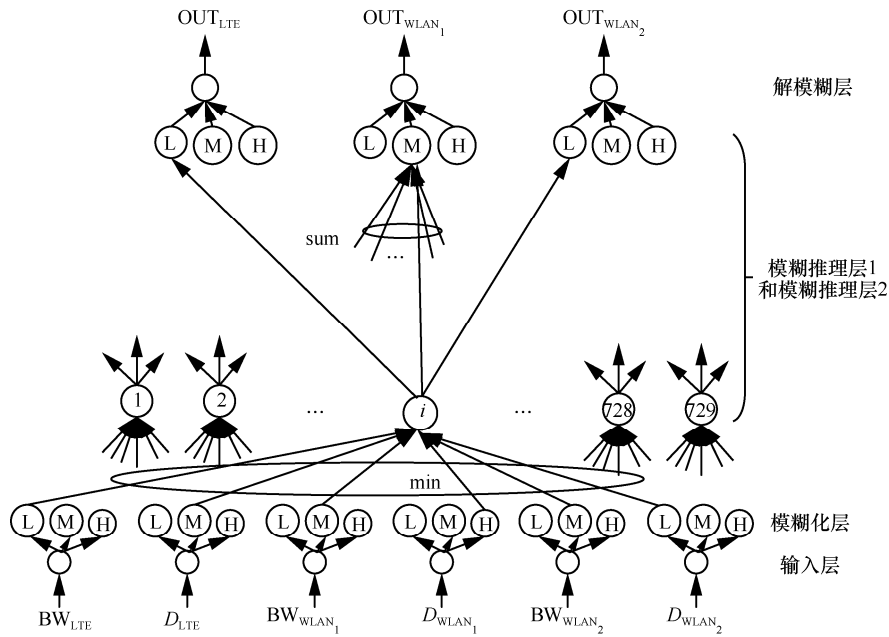 OUT_LTE OUT_WLAN_1 OUT_WLAN_2
解模糊层
L M H L M H L M H
sum
...
模糊推理层1
和模糊推理层2
1 2 ... i ... 728 729
min
L M H L M H L M H L M H L M H L M H
模糊化层
输入层
BW_LTE D_LTE BW_WLAN_1 D_WLAN_1 BW_WLAN_2 D_WLAN_2